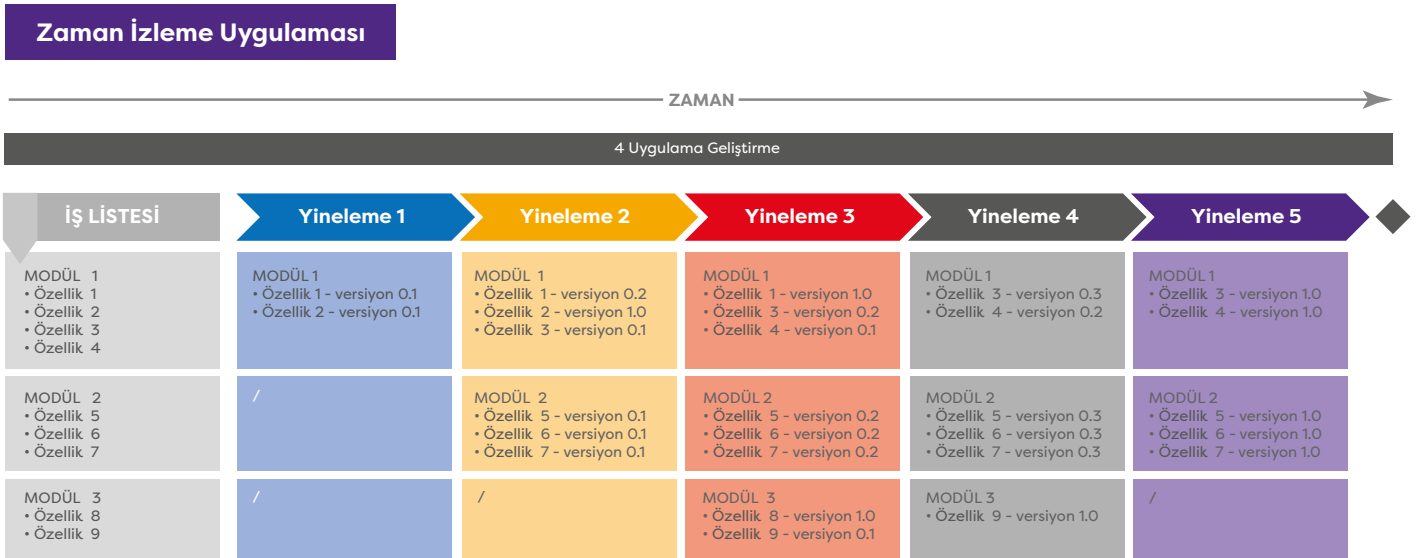 Zaman İzleme Uygulaması
ZAMAN
4 Uygulama Geliştirme
İŞ LİSTESİ
Yineleme 1
Yineleme 2
Yineleme 3
Yineleme 4
Yineleme 5
MODÜL 1
• Özellik 1
• Özellik 2
• Özellik 3
• Özellik 4
MODÜL 1
• Özellik 1 - versiyon 0.1
• Özellik 2 - versiyon 0.1
MODÜL 1
• Özellik 1 - versiyon 0.2
• Özellik 2 - versiyon 1.0
• Özellik 3 - versiyon 0.1
MODÜL 1
• Özellik 1 - versiyon 1.0
• Özellik 3 - versiyon 0.2
• Özellik 4 - versiyon 0.1
MODÜL 1
• Özellik 3 - versiyon 0.3
• Özellik 4 - versiyon 0.2
MODÜL 1
• Özellik 3 - versiyon 1.0
• Özellik 4 - versiyon 1.0
MODÜL 2
• Özellik 5
• Özellik 6
• Özellik 7
/
MODÜL 2
• Özellik 5 - versiyon 0.1
• Özellik 6 - versiyon 0.1
• Özellik 7 - versiyon 0.1
MODÜL 2
• Özellik 5 - versiyon 0.2
• Özellik 6 - versiyon 0.2
• Özellik 7 - versiyon 0.2
MODÜL 2
• Özellik 5 - versiyon 0.3
• Özellik 6 - versiyon 0.3
• Özellik 7 - versiyon 0.3
MODÜL 2
• Özellik 5 - versiyon 1.0
• Özellik 6 - versiyon 1.0
• Özellik 7 - versiyon 1.0
MODÜL 3
• Özellik 8
• Özellik 9
/
/
MODÜL 3
• Özellik 8 - versiyon 1.0
• Özellik 9 - versiyon 0.1
MODÜL 3
• Özellik 9 - versiyon 1.0
/